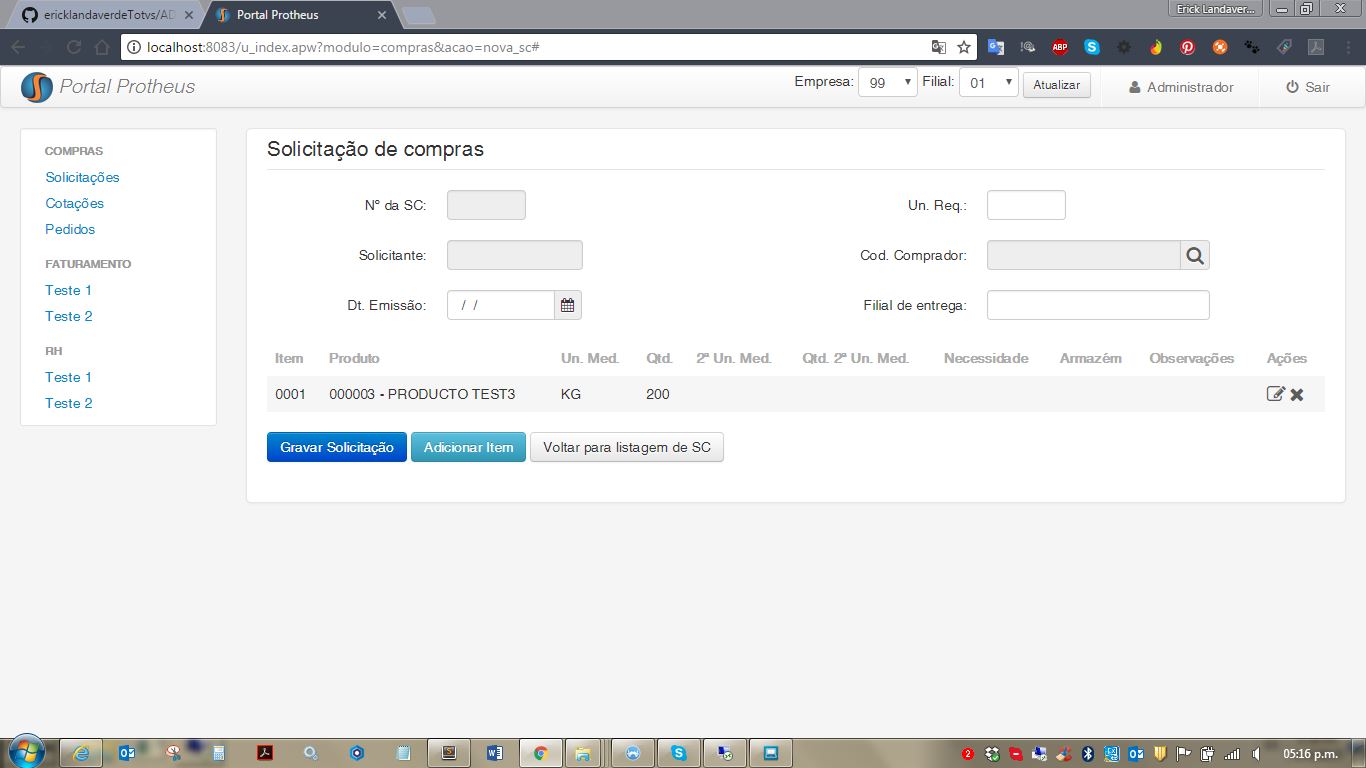 ericklandaverdeTotvs/AD
Portal Protheus
Erick Landaver...
localhost:8083/u_index.apw?modulo=compras&acao=nova_sc#
ABP
Portal Protheus
Empresa: 99 Filial: 01 Atualizar
Administrador
Sair
COMPRAS
Solicitações
Cotações
Pedidos
FATURAMENTO
Teste 1
Teste 2
RH
Teste 1
Teste 2
Solicitação de compras
Nº da SC:
Un. Req.:
Solicitante:
Cod. Comprador:
Dt. Emissão: / /
Filial de entrega:
Item Produto Un. Med. Qtd. 2ª Un. Med. Qtd. 2ª Un. Med. Necessidade Armazém Observações Ações
0001 000003 - PRODUCTO TEST3 KG 200
Gravar Solicitação Adicionar Item Voltar para listagem de SC
05:16 p.m.